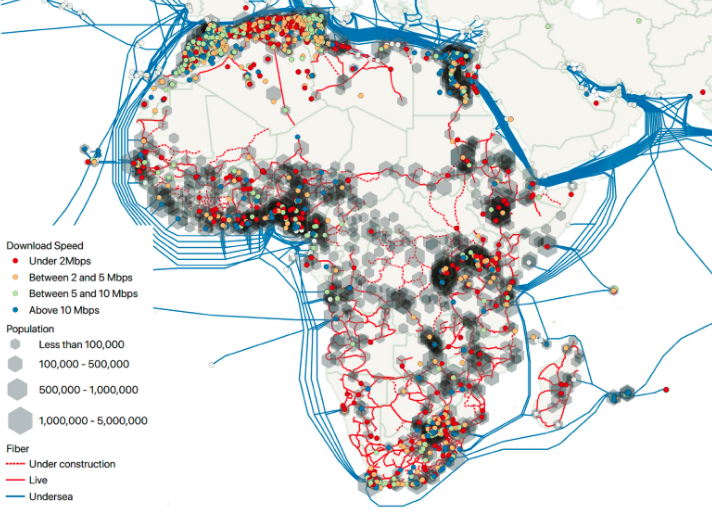 Download Speed
Under 2Mbps
Between 2 and 5 Mbps
Between 5 and 10 Mbps
Above 10 Mbps
Population
Less than 100,000
100,000 - 500,000
500,000 - 1,000,000
1,000,000 - 5,000,000
Fiber
Under construction
Live
Undersea